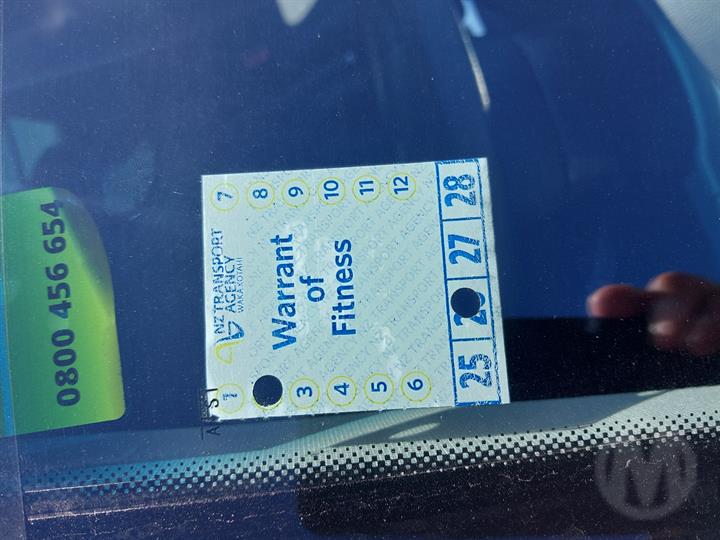 0800 456 654
NZ TRANSPORT
AGENCY
WAKA KOTAHI
Warrant
of
Fitness
1 3 4 5 6
7 8 9 10 11 12
25 27 28
M